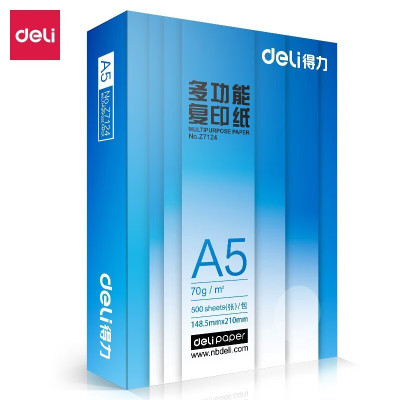 deli
deli得力
多功能
复印纸
MULTIPURPOSE PAPER
No.Z7124
A5
70g/m²
500 sheets(张)/包
148.5mmx210mm
deli paper
www.nbdeli.com
A5
No.Z7124
deli得力